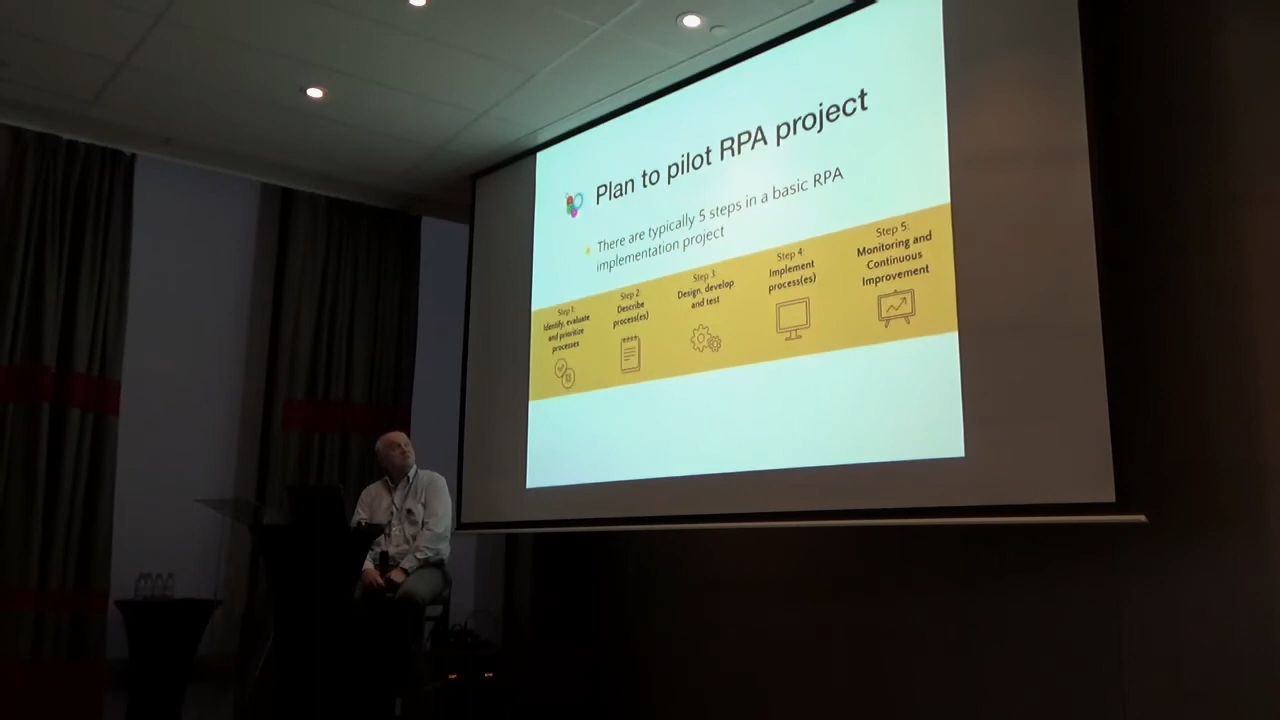 Plan to pilot RPA project
There are typically 5 steps in a basic RPA
implementation project
Step 1:
Identify, evaluate
and prioritize
processes
Step 2:
Describe
process(es)
Step 3:
Design, develop
and test
Step 4:
Implement
process(es)
Step 5:
Monitoring and
Continuous
Improvement